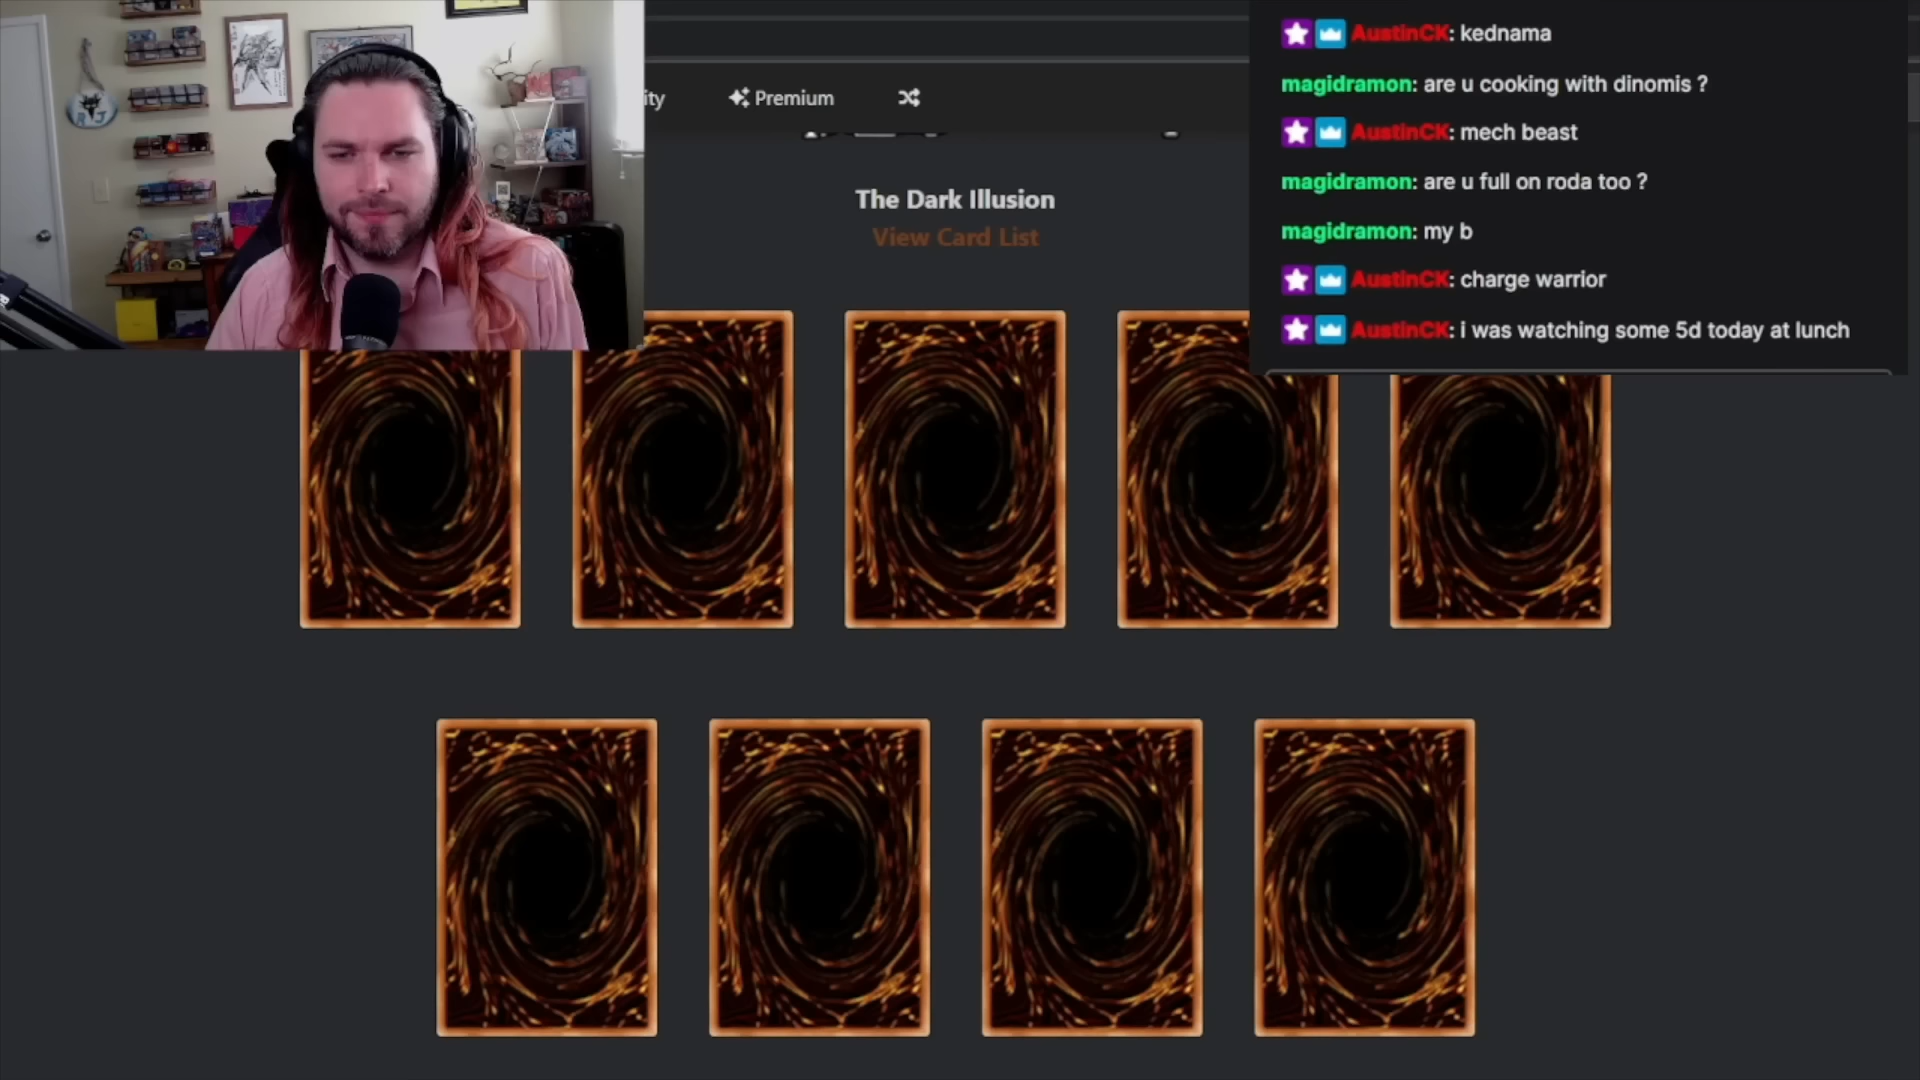 ity
Premium
The Dark Illusion
View Card List
AustinCK: kednama
magidramon: are u cooking with dinomis ?
AustinCK: mech beast
magidramon: are u full on roda too ?
magidramon: my b
AustinCK: charge warrior
AustinCK: i was watching some 5d today at lunch